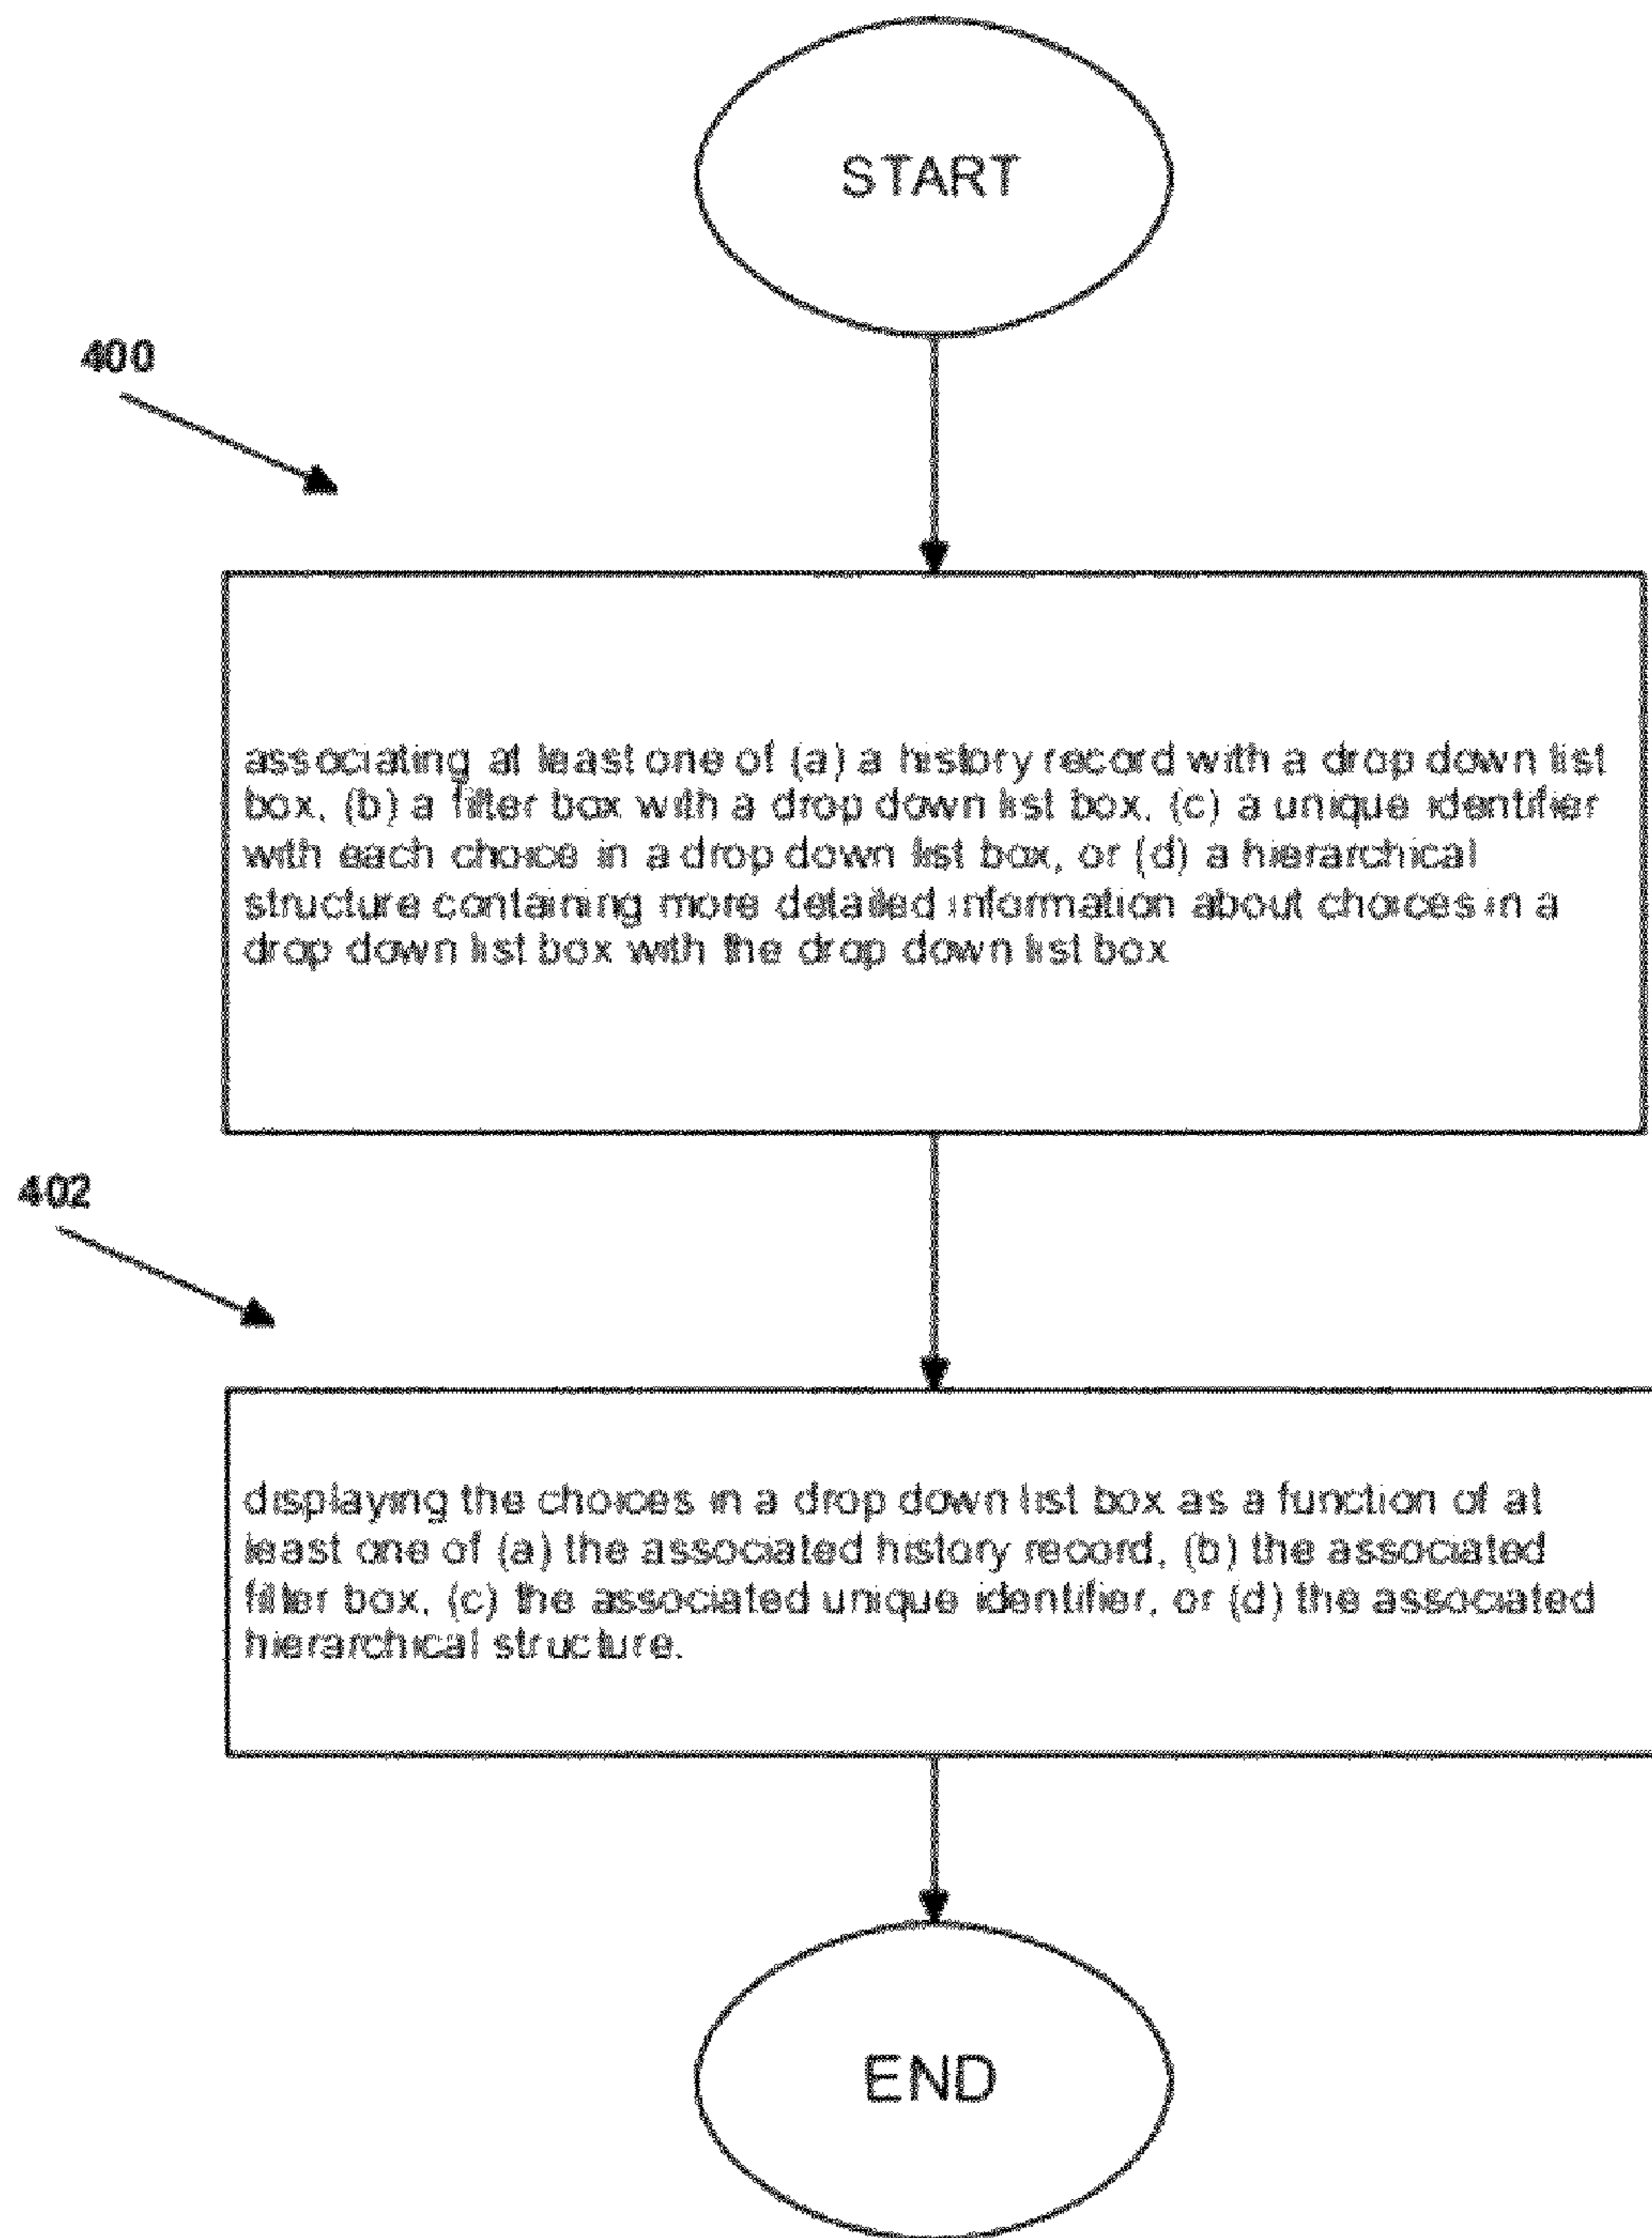 START
400
associating at least one of (a) a history record with a drop down list
box, (b) a filter box with a drop down list box, (c) a unique identifier
with each choice in a drop down list box, or (d) a hierarchical
structure containing more detailed information about choices in a
drop down list box with the drop down list box
402
displaying the choices in a drop down list box as a function of at
least one of (a) the associated history record, (b) the associated
filter box, (c) the associated unique identifier, or (d) the associated
hierarchical structure.
END